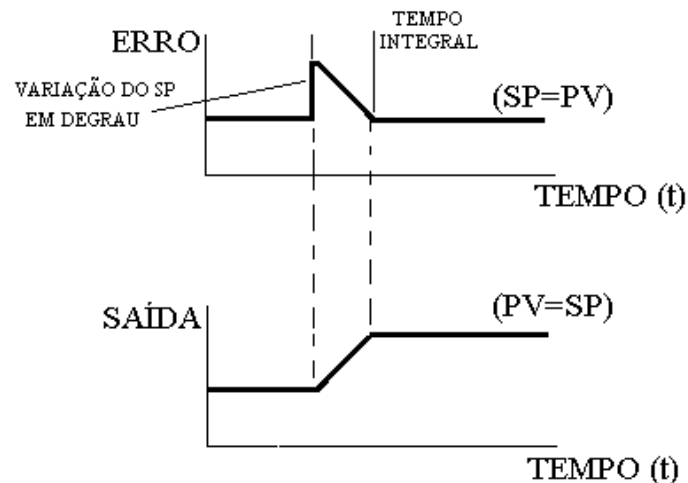 ERRO
TEMPO
INTEGRAL
VARIAÇÃO DO SP
EM DEGRAU
(SP=PV)
TEMPO (t)
SAÍDA
(PV=SP)
TEMPO (t)